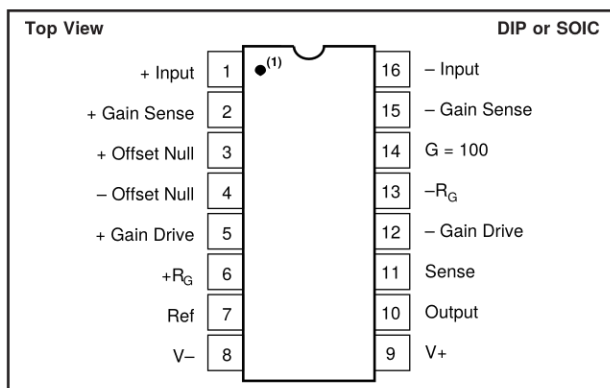 Top View DIP or SOIC
+ Input 1 (1) 16 – Input
+ Gain Sense 2 15 – Gain Sense
+ Offset Null 3 14 G = 100
– Offset Null 4 13 –RG
+ Gain Drive 5 12 – Gain Drive
+RG 6 11 Sense
Ref 7 10 Output
V– 8 9 V+